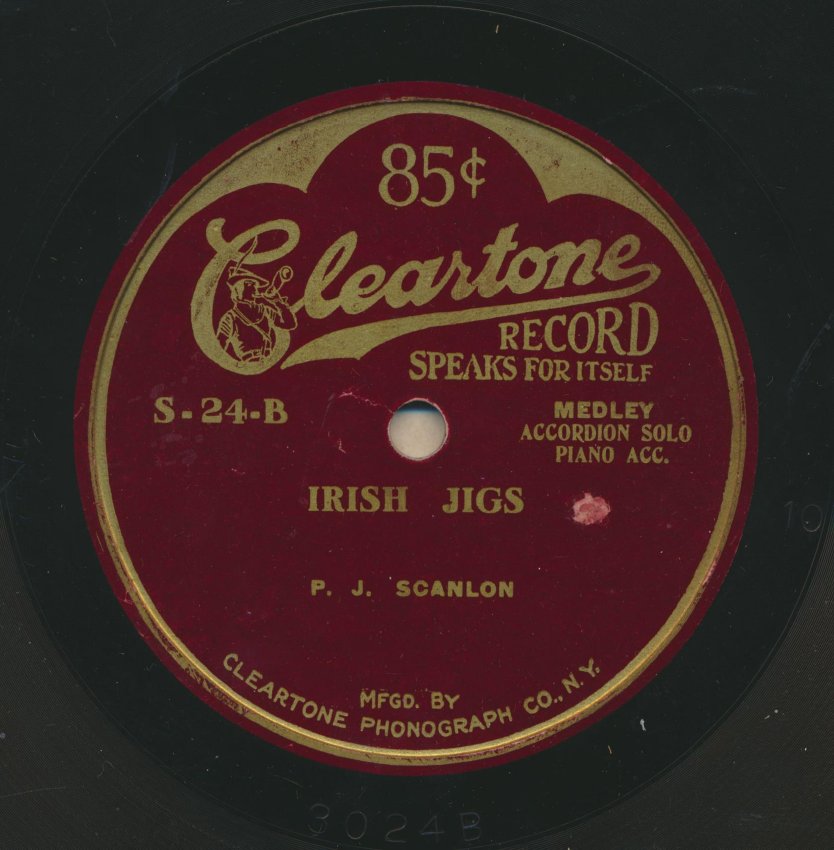 85¢
Cleartone
RECORD
SPEAKS FOR ITSELF
S-24-B
MEDLEY
ACCORDION SOLO
PIANO ACC.
IRISH JIGS
P. J. SCANLON
MFGD. BY
CLEARTONE PHONOGRAPH CO., N.Y.
10
3024B